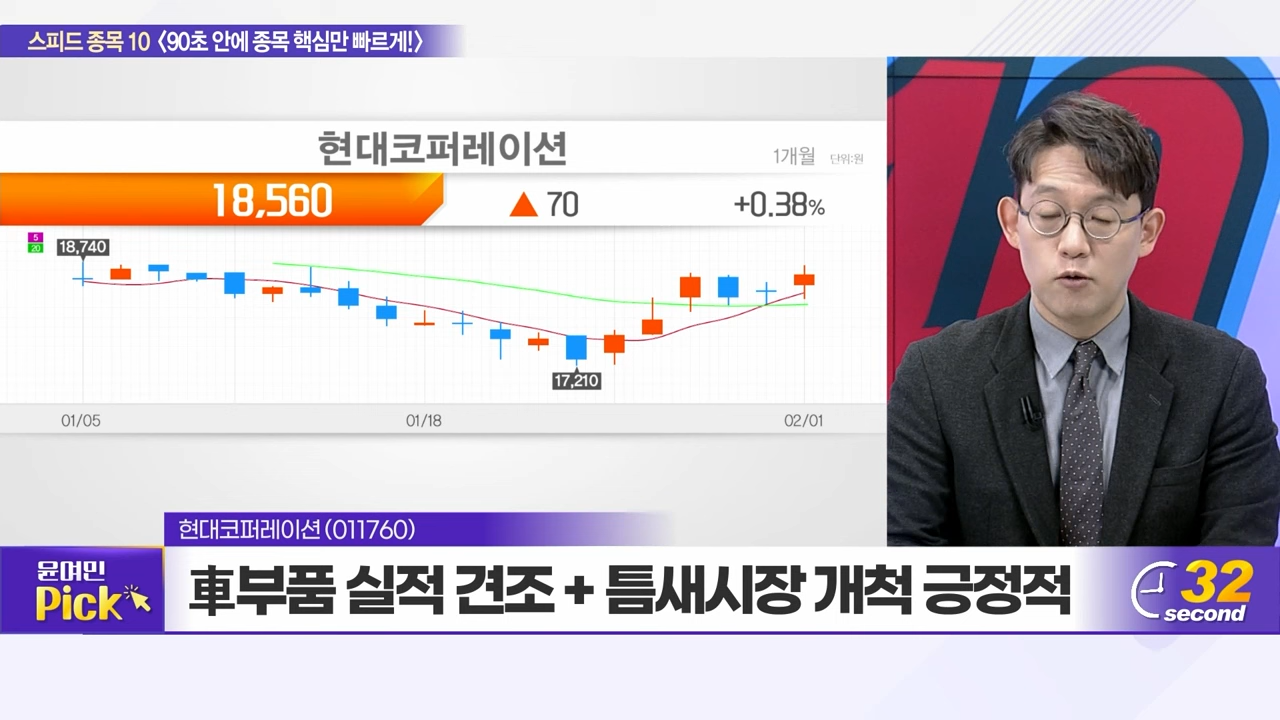 스피드 종목 10 〈90초 안에 종목 핵심만 빠르게!〉
현대코퍼레이션
1개월 단위:원
18,560 ▲ 70 +0.38%
5
20
18,740
17,210
01/05 01/18 02/01
현대코퍼레이션(011760)
윤여민
Pick
車부품 실적 견조 + 틈새시장 개척 긍정적
32
second